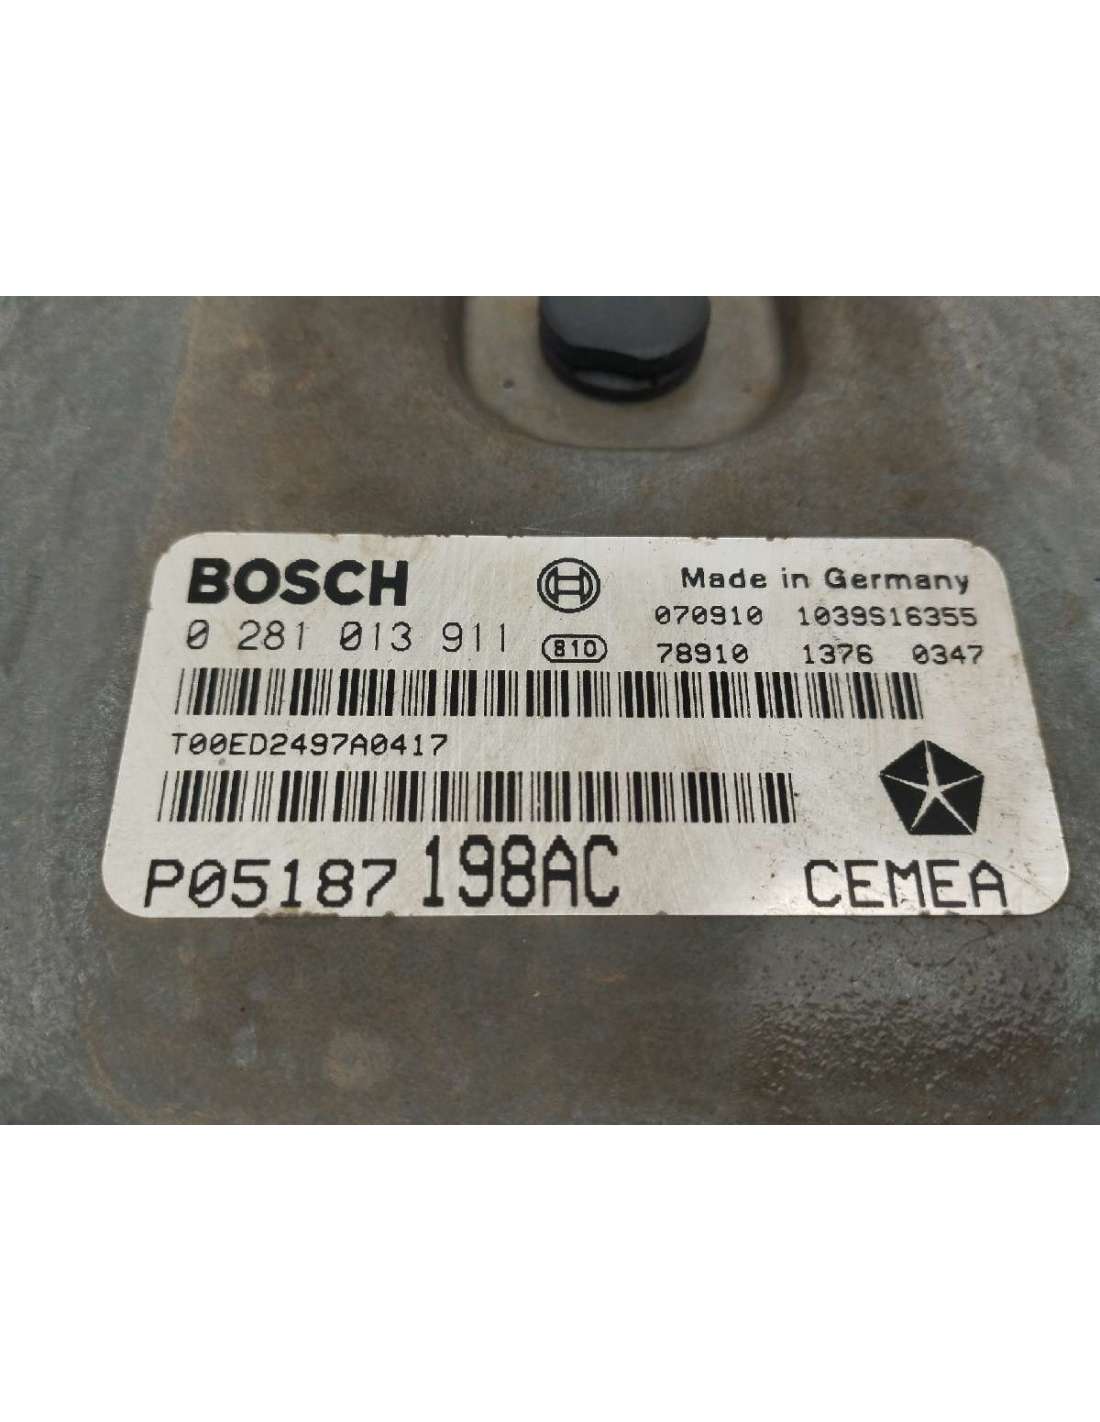 BOSCH Made in Germany
0 281 013 911 810 070910 1039S16355
78910 1376 0347
T00ED2497A0417
P05187198AC CEMEA